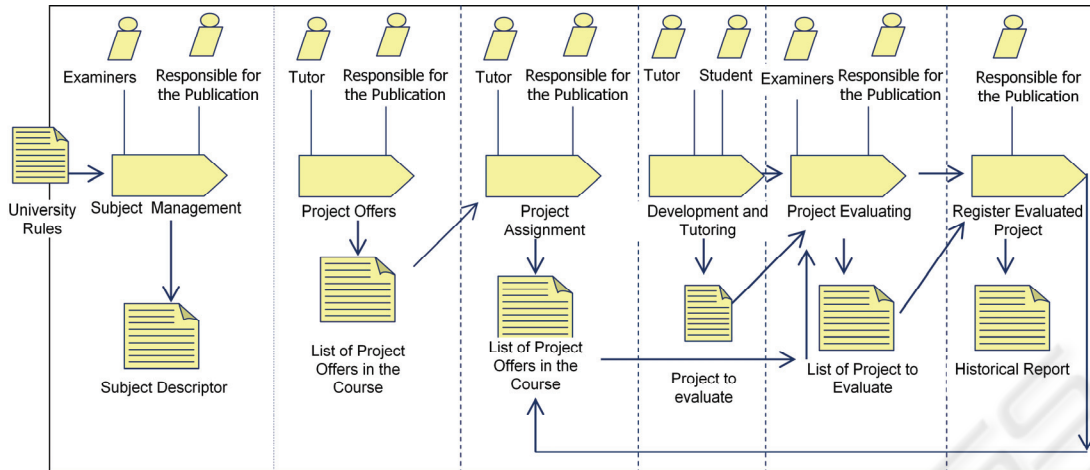 Examiners
Responsible for
the Publication
Tutor
Responsible for
the Publication
Tutor
Responsible for
the Publication
Tutor
Student
Examiners
Responsible for
the Publication
Responsible for
the Publication
University
Rules
Subject Management
Project Offers
Project
Assignment
Development and
Tutoring
Project Evaluating
Register Evaluated
Project
Subject Descriptor
List of Project
Offers in the
Course
List of Project
Offers in the
Course
Project to
evaluate
List of Project to
Evaluate
Historical Report